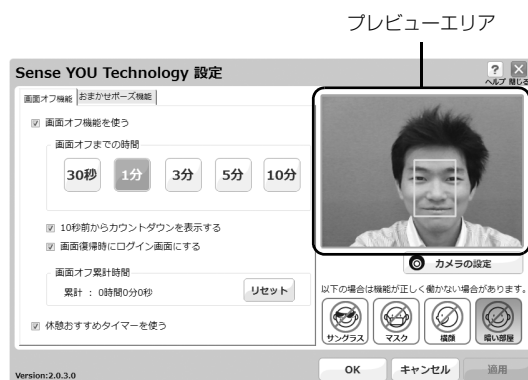 プレビューエリア
Sense YOU Technology 設定
ヘルプ 閉じる
画面オフ機能 おまかせポーズ機能
画面オフ機能を使う
画面オフまでの時間
30秒 1分 3分 5分 10分
10秒前からカウントダウンを表示する
画面復帰時にログイン画面にする
カメラの設定
画面オフ累計時間
累計 : 0時間0分0秒 リセット
以下の場合は機能が正しく働かない場合があります。
サングラス マスク 横顔 暗い部屋
休憩おすすめタイマーを使う
Version:2.0.3.0
OK キャンセル 適用